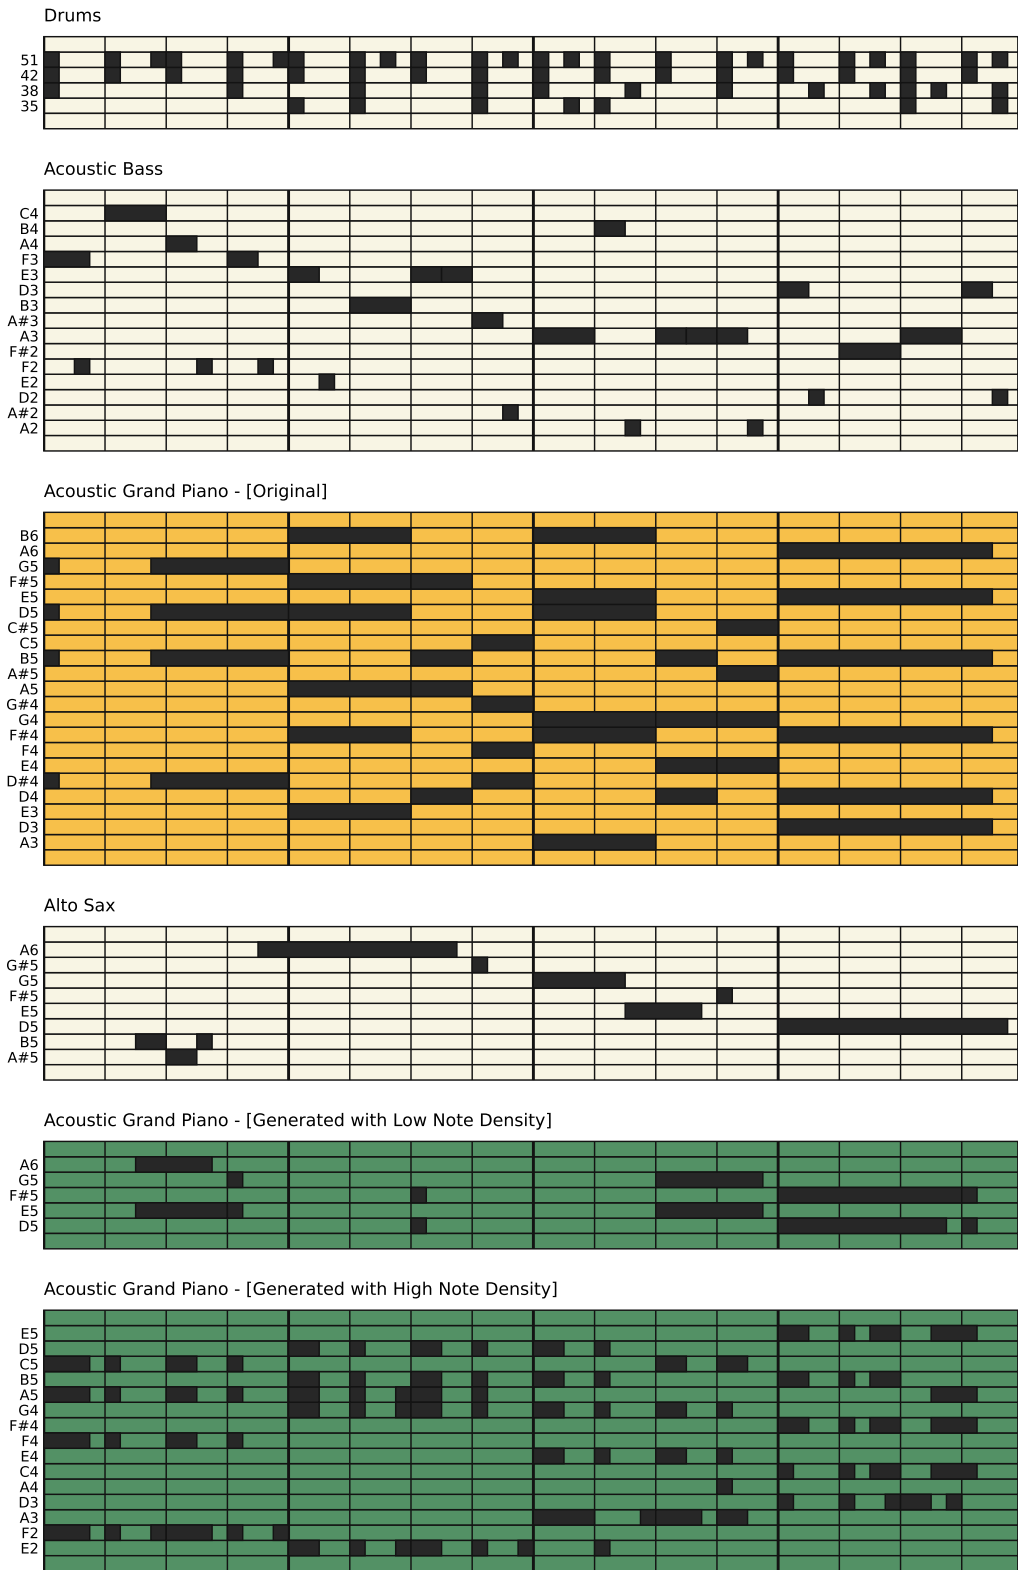 Drums
51
42
38
35
Acoustic Bass
C4
B4
A4
F3
E3
D3
B3
A#3
A3
F#2
F2
E2
D2
A#2
A2
Acoustic Grand Piano - [Original]
B6
A6
G5
F#5
E5
D5
C#5
C5
B5
A#5
A5
G#4
G4
F#4
F4
E4
D#4
D4
E3
D3
A3
Alto Sax
A6
G#5
G5
F#5
E5
D5
B5
A#5
Acoustic Grand Piano - [Generated with Low Note Density]
A6
G5
F#5
E5
D5
Acoustic Grand Piano - [Generated with High Note Density]
E5
D5
C5
B5
A5
G4
F#4
F4
E4
C4
A4
D3
A3
F2
E2